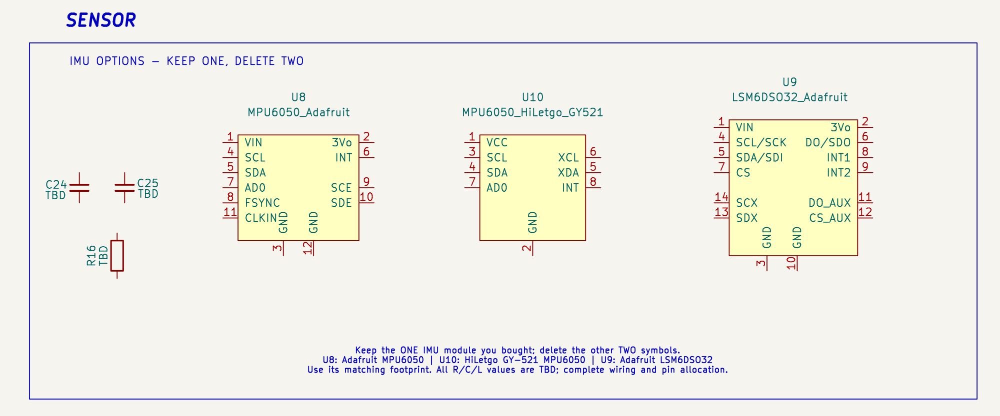 SENSOR
IMU OPTIONS – KEEP ONE, DELETE TWO
C24
TBD
C25
TBD
R16
TBD
U8
MPU6050_Adafruit
1 VIN
4 SCL
5 SDA
7 AD0
8 FSYNC
11 CLKIN
3Vo 2
INT 6
SCE 9
SDE 10
GND 3
GND 12
U10
MPU6050_HiLetgo_GY521
1 VCC
3 SCL
4 SDA
7 AD0
XCL 6
XDA 5
INT 8
GND 2
U9
LSM6DSO32_Adafruit
1 VIN
4 SCL/SCK
5 SDA/SDI
7 CS
14 SCX
13 SDX
3Vo 2
DO/SDO 6
INT1 8
INT2 9
DO_AUX 11
CS_AUX 12
GND 3
GND 10
Keep the ONE IMU module you bought; delete the other TWO symbols.
U8: Adafruit MPU6050 | U10: HiLetgo GY-521 MPU6050 | U9: Adafruit LSM6DSO32
Use its matching footprint. All R/C/L values are TBD; complete wiring and pin allocation.